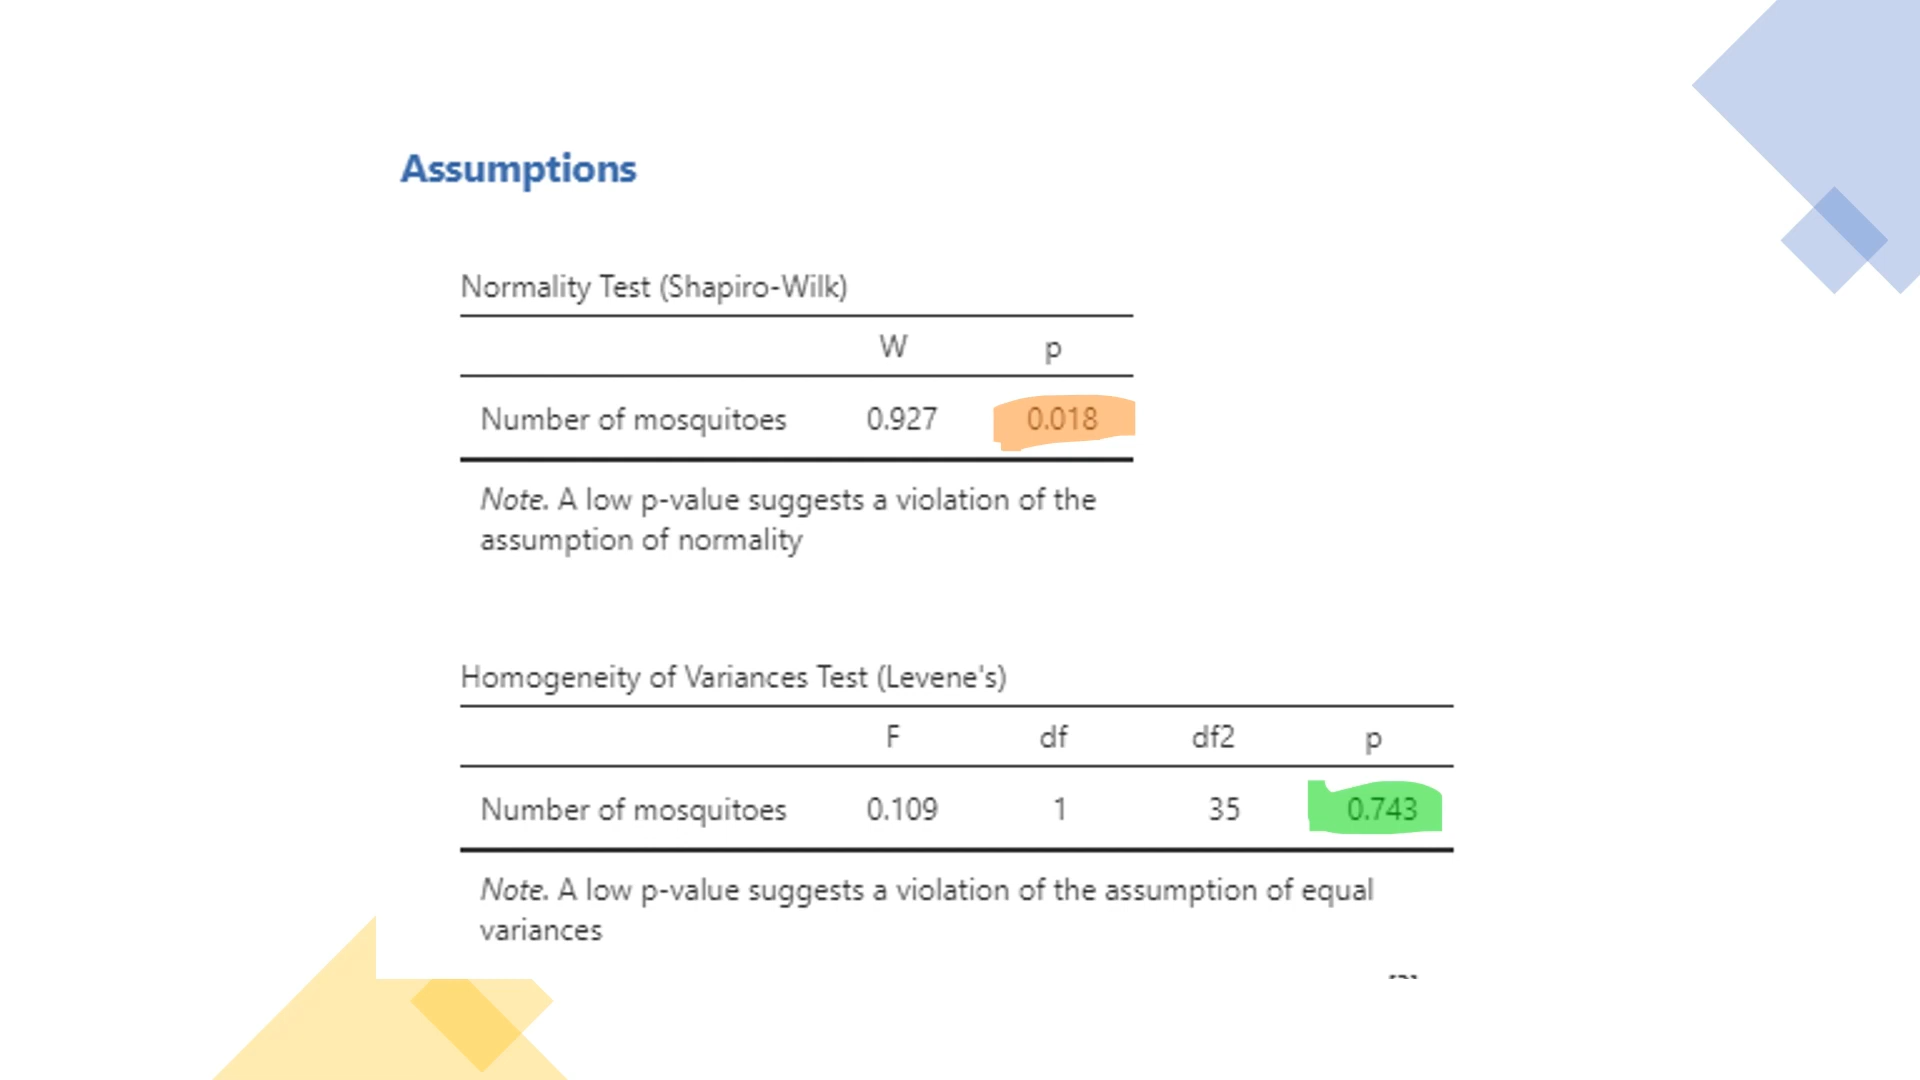 Assumptions
Normality Test (Shapiro-Wilk)
W p
Number of mosquitoes 0.927 0.018
Note. A low p-value suggests a violation of the
assumption of normality
Homogeneity of Variances Test (Levene's)
F df df2 p
Number of mosquitoes 0.109 1 35 0.743
Note. A low p-value suggests a violation of the assumption of equal
variances